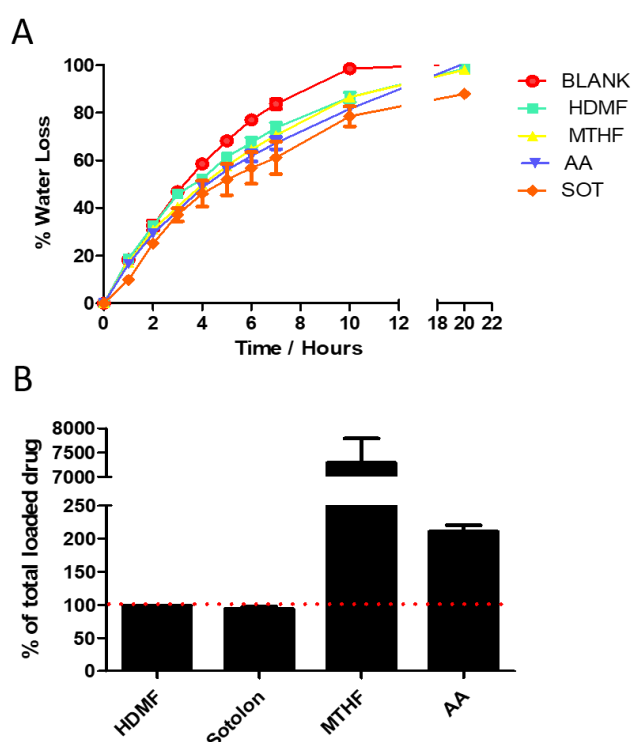 A
% Water Loss
100
80
60
40
20
0
0 2 4 6 8 10 12 18 20 22
Time / Hours
BLANK
HDMF
MTHF
AA
SOT
B
% of total loaded drug
8000
7500
7000
250
200
150
100
50
0
HDMF Sotolon MTHF AA